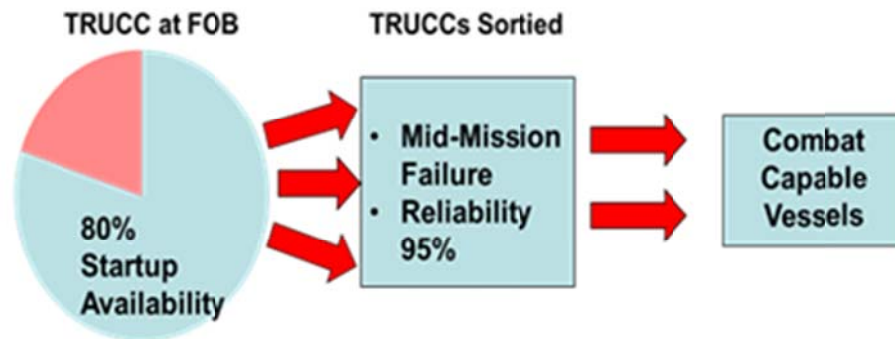 TRUCC at FOB
TRUCCs Sortied
80%
Startup
Availability
• Mid-Mission
Failure
• Reliability
95%
Combat
Capable
Vessels